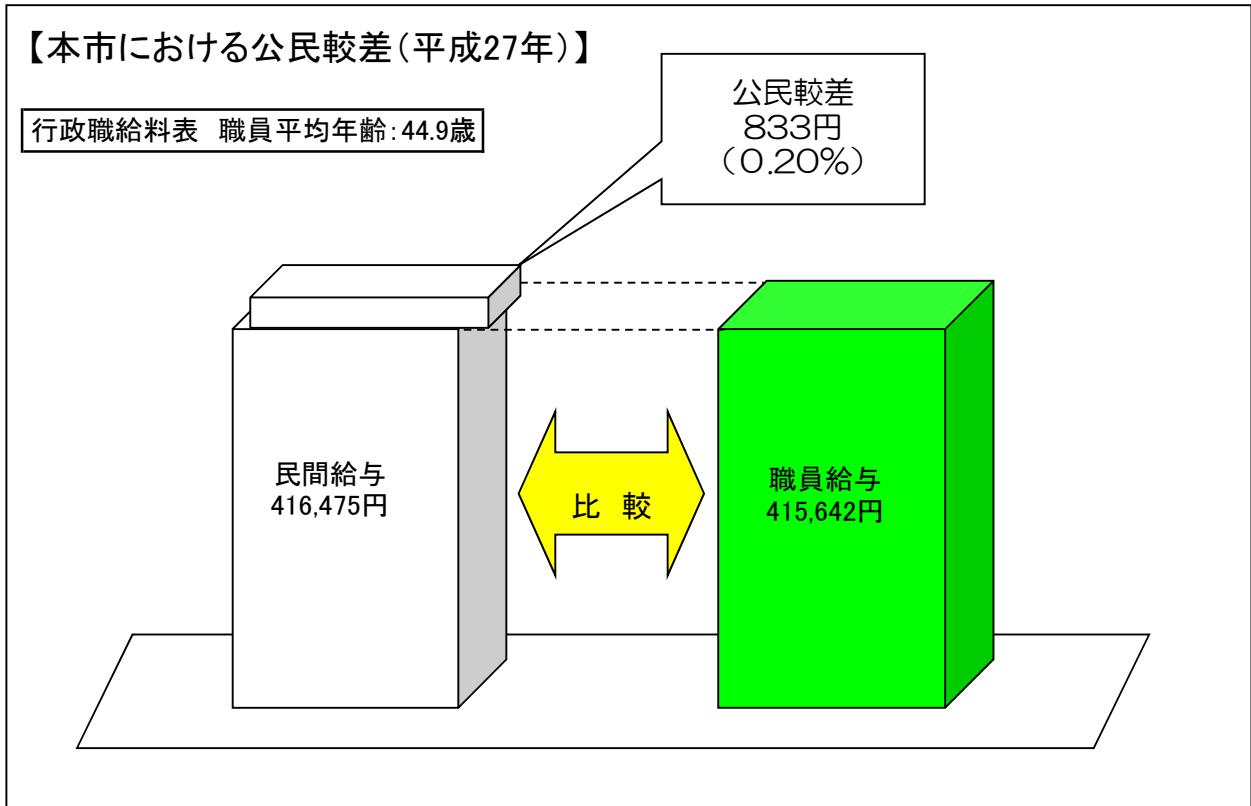 【本市における公民較差(平成27年)】
行政職給料表 職員平均年齢:44.9歳
公民較差
833円
(0.20%)
民間給与
416,475円
比 較
職員給与
415,642円